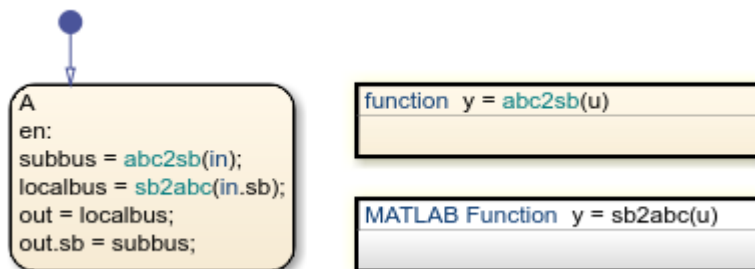 A
en:
subbus = abc2sb(in);
localbus = sb2abc(in.sb);
out = localbus;
out.sb = subbus;
function y = abc2sb(u)
MATLAB Function y = sb2abc(u)